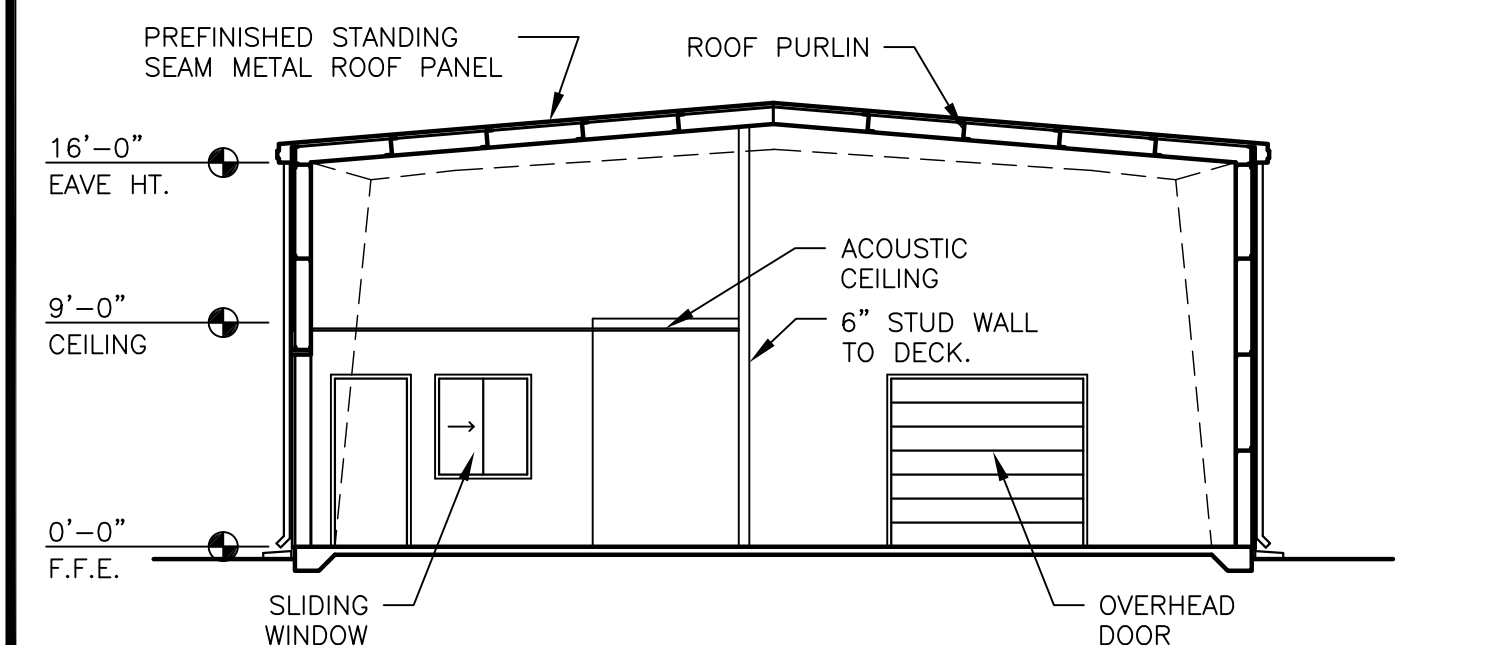 PREFINISHED STANDING
SEAM METAL ROOF PANEL
ROOF PURLIN
16'-0"
EAVE HT.
ACOUSTIC
CEILING
9'-0"
CEILING
6" STUD WALL
TO DECK.
0'-0"
F.F.E.
SLIDING
WINDOW
OVERHEAD
DOOR